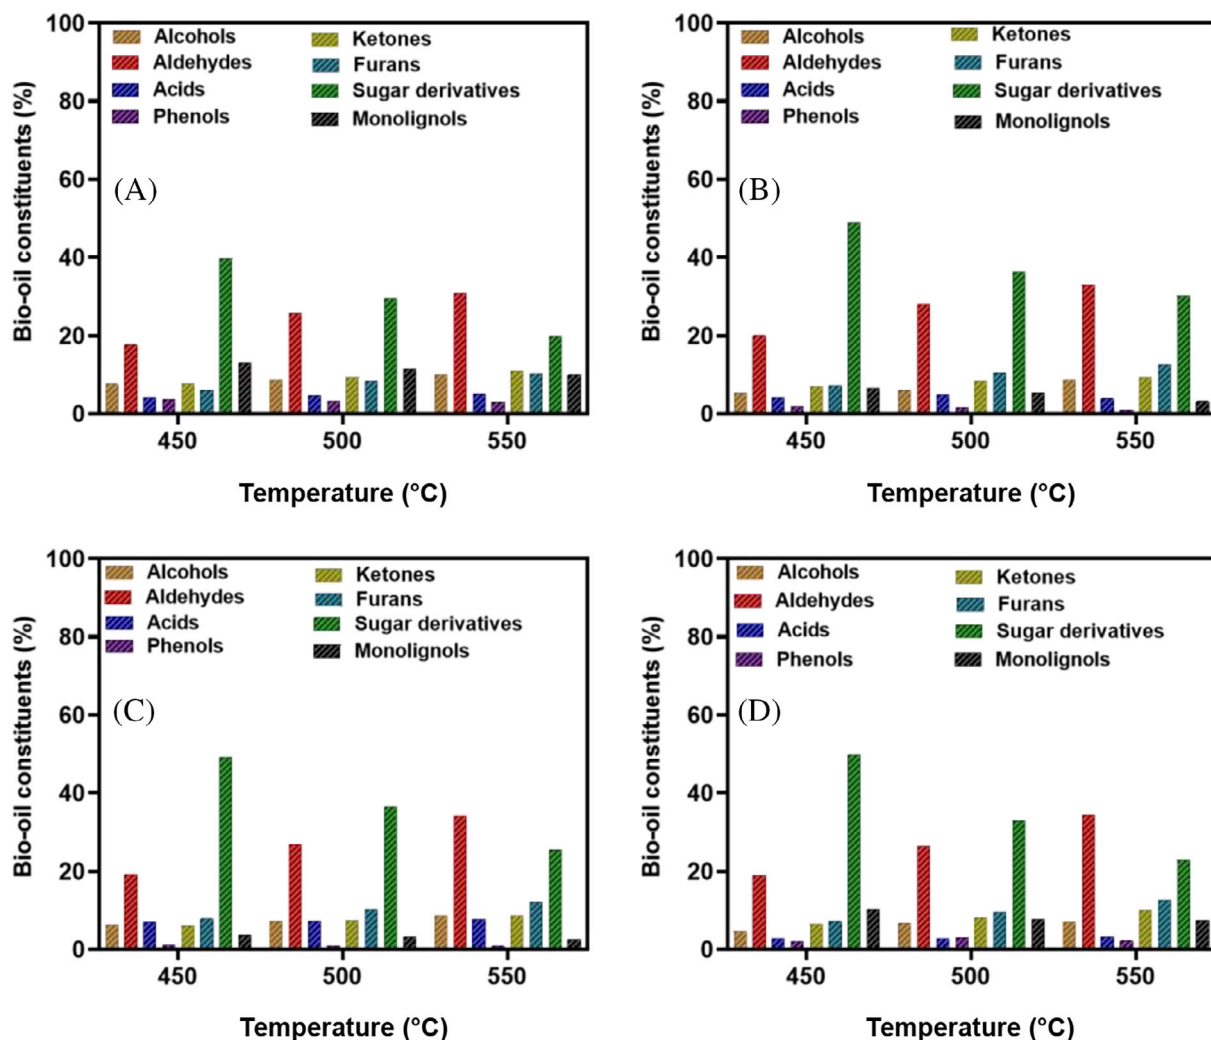 Bio-oil constituents (%)
100
80
60
40
20
0
Alcohols
Aldehydes
Acids
Phenols
Ketones
Furans
Sugar derivatives
Monolignols
(A)
450 500 550
Temperature (°C)
Bio-oil constituents (%)
100
80
60
40
20
0
Alcohols
Aldehydes
Acids
Phenols
Ketones
Furans
Sugar derivatives
Monolignols
(B)
450 500 550
Temperature (°C)
Bio-oil constituents (%)
100
80
60
40
20
0
Alcohols
Aldehydes
Acids
Phenols
Ketones
Furans
Sugar derivatives
Monolignols
(C)
450 500 550
Temperature (°C)
Bio-oil constituents (%)
100
80
60
40
20
0
Alcohols
Aldehydes
Acids
Phenols
Ketones
Furans
Sugar derivatives
Monolignols
(D)
450 500 550
Temperature (°C)